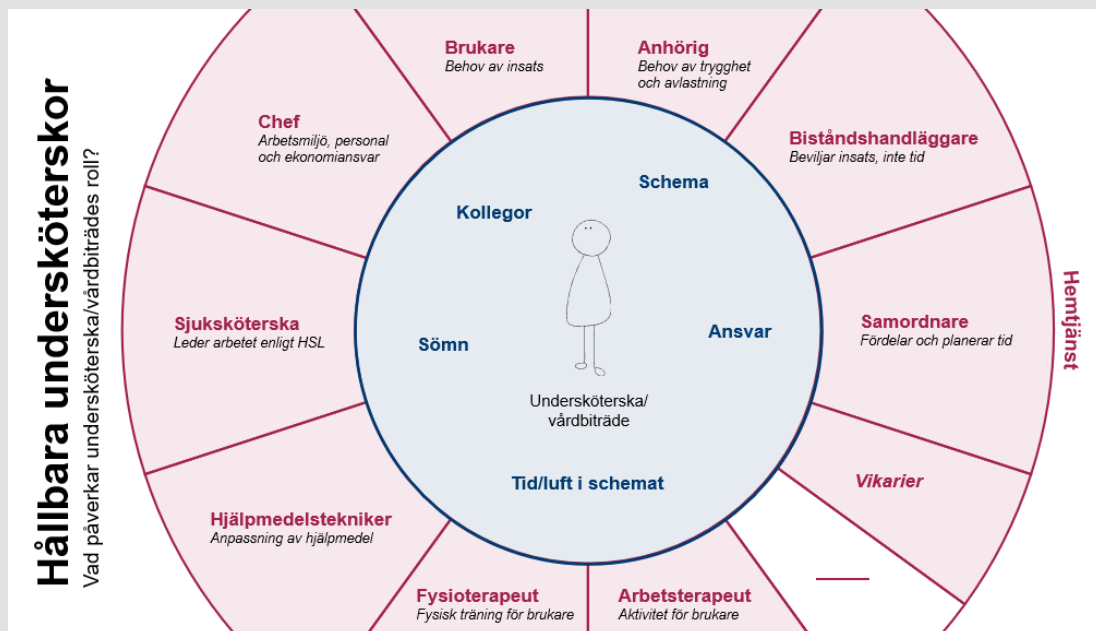 Hållbara undersköterskor
Vad påverkar undersköterska/vårdbiträdes roll?
Brukare
Behov av insats
Anhörig
Behov av trygghet
och avlastning
Chef
Arbetsmiljö, personal
och ekonomiansvar
Biståndshandläggare
Beviljar insats, inte tid
Schema
Kollegor
Sjuksköterska
Leder arbetet enligt HSL
Sömn
Ansvar
Samordnare
Fördelar och planerar tid
Hemtjänst
Undersköterska/
vårdbiträde
Tid/luft i schemat
Vikarier
Hjälpmedelstekniker
Anpassning av hjälpmedel
Fysioterapeut
Fysisk träning för brukare
Arbetsterapeut
Aktivitet för brukare